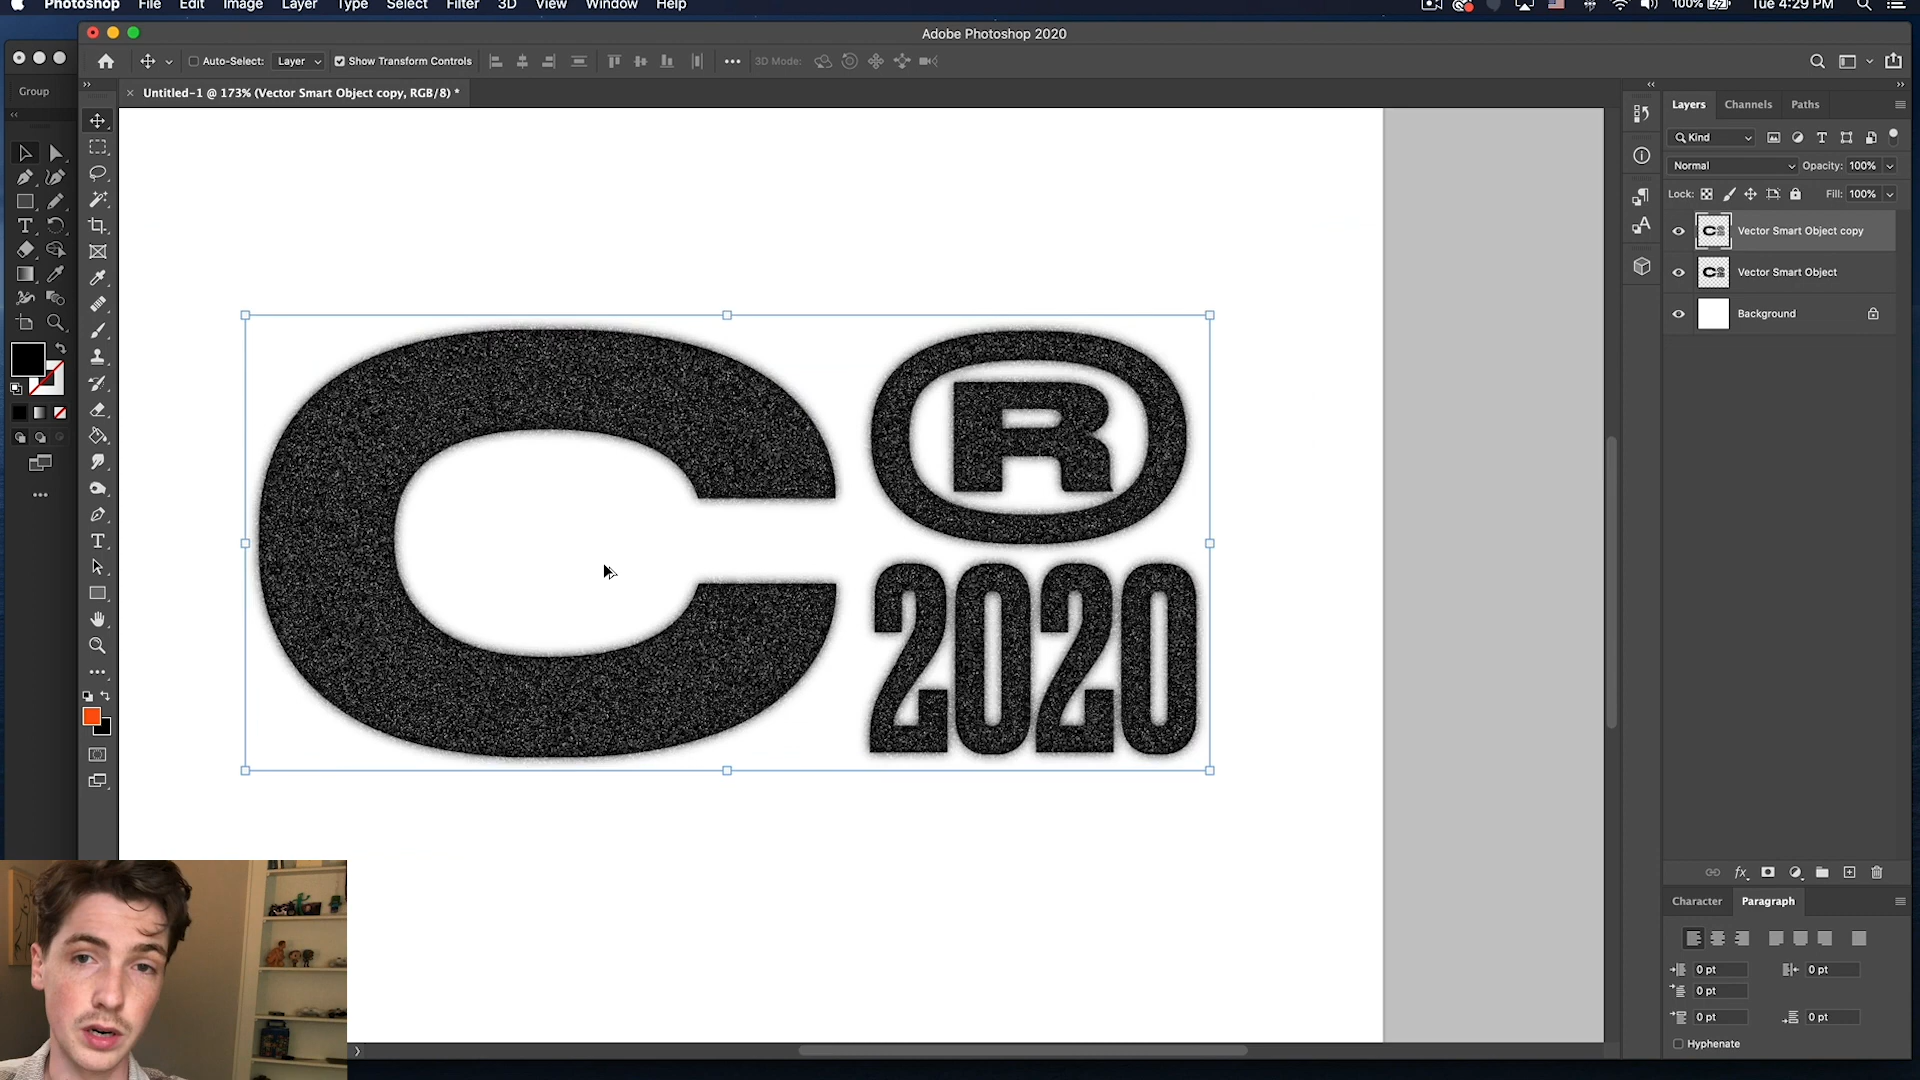 Photoshop File Edit Image Layer Type Select Filter 3D View Window Help
100% Tue 4:29 PM
Adobe Photoshop 2020
Auto-Select: Layer Show Transform Controls 3D Mode:
Group
Untitled-1 @ 173% (Vector Smart Object copy, RGB/8) *
Layers Channels Paths
Kind
Normal Opacity: 100%
Lock: Fill: 100%
Vector Smart Object copy
Vector Smart Object
Background
C ®
2020
Character Paragraph
0 pt 0 pt
0 pt
0 pt 0 pt
Hyphenate